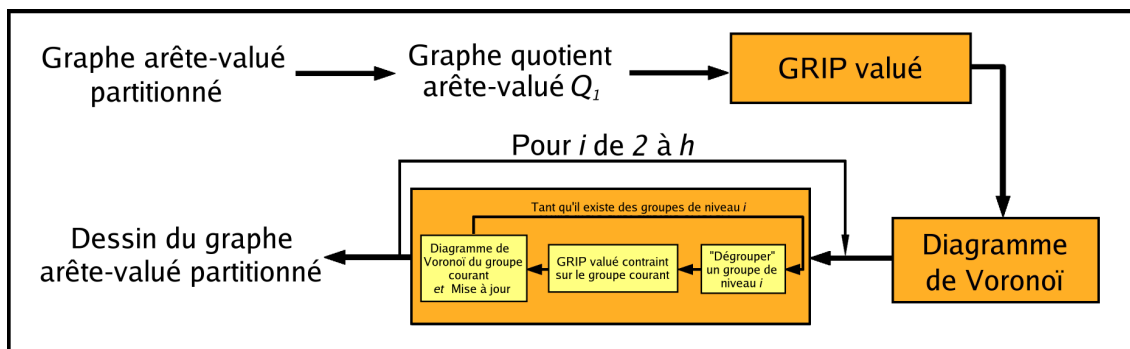 Graphe arête-valué
partitionné
Graphe quotient
arête-valué Q1
GRIP valué
Pour i de 2 à h
Diagramme
de Voronoï
Tant qu'il existe des groupes de niveau i
"Dégrouper"
un groupe de
niveau i
GRIP valué contraint
sur le groupe courant
Diagramme de
Voronoï du groupe
courant
et Mise à jour
Dessin du graphe
arête-valué partitionné